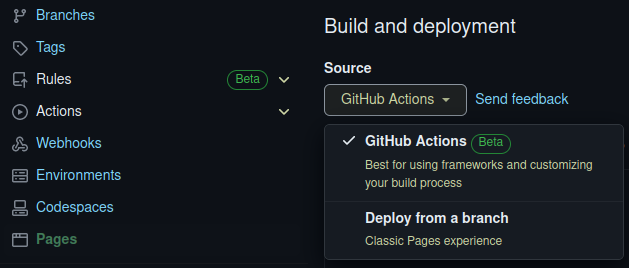 Branches
Tags
Rules Beta
Actions
Webhooks
Environments
Codespaces
Pages
Build and deployment
Source
GitHub Actions Send feedback
GitHub Actions Beta
Best for using frameworks and customizing
your build process
Deploy from a branch
Classic Pages experience